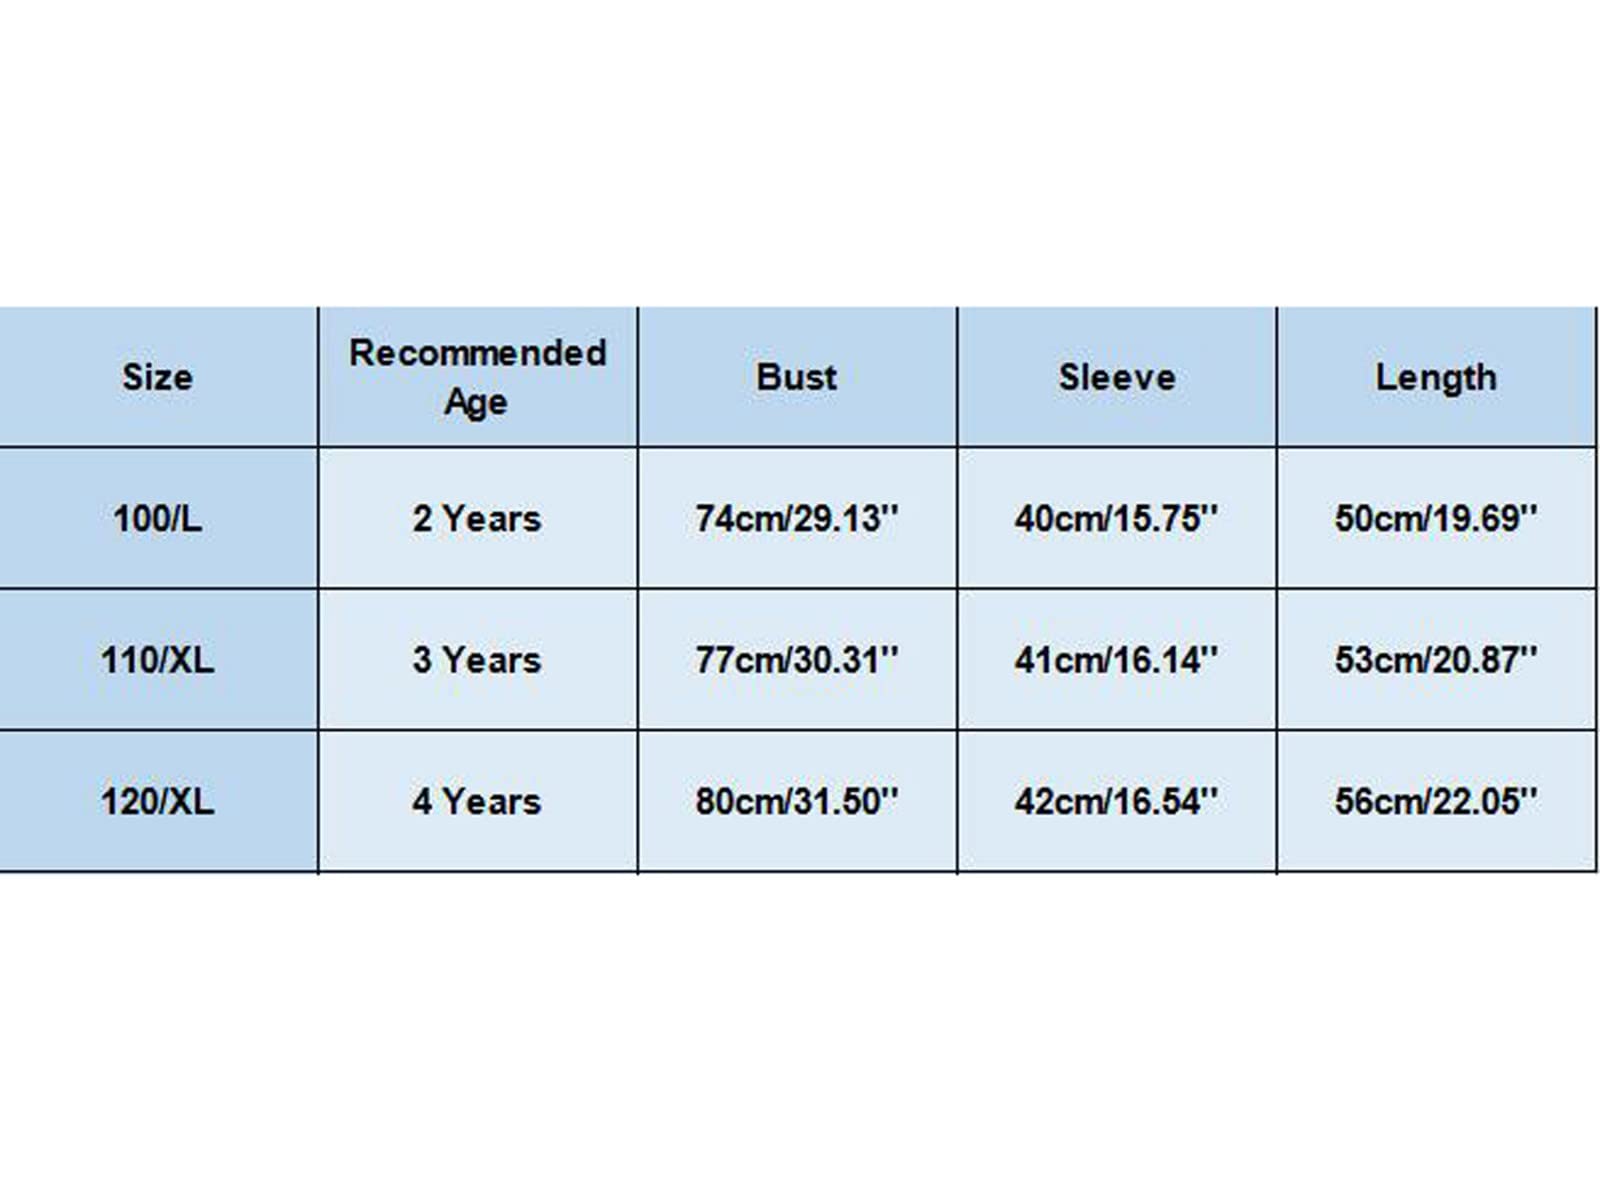 Size Recommended Age Bust Sleeve Length
100/L 2 Years 74cm/29.13'' 40cm/15.75'' 50cm/19.69''
110/XL 3 Years 77cm/30.31'' 41cm/16.14'' 53cm/20.87''
120/XL 4 Years 80cm/31.50'' 42cm/16.54'' 56cm/22.05''